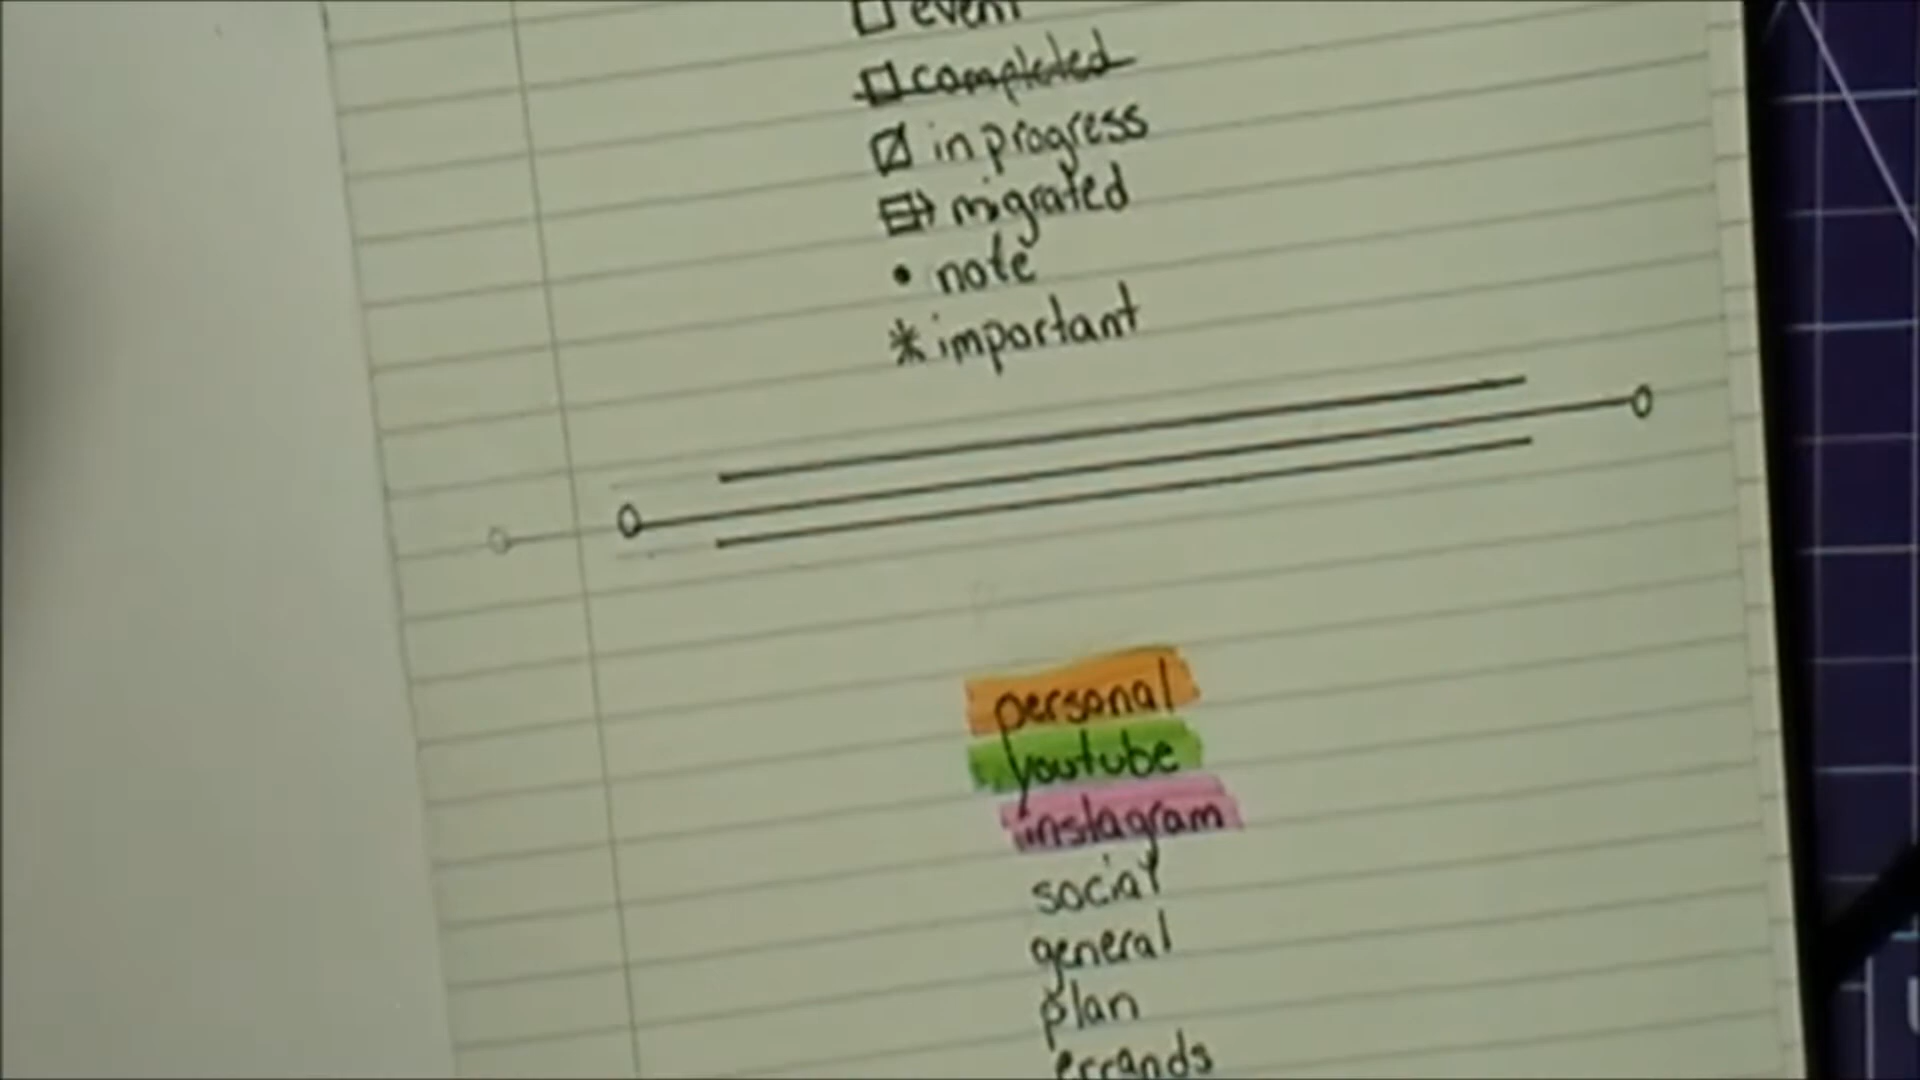 event
completed
in progress
migrated
• note
* important
personal
youtube
instagram
social
general
plan
errands